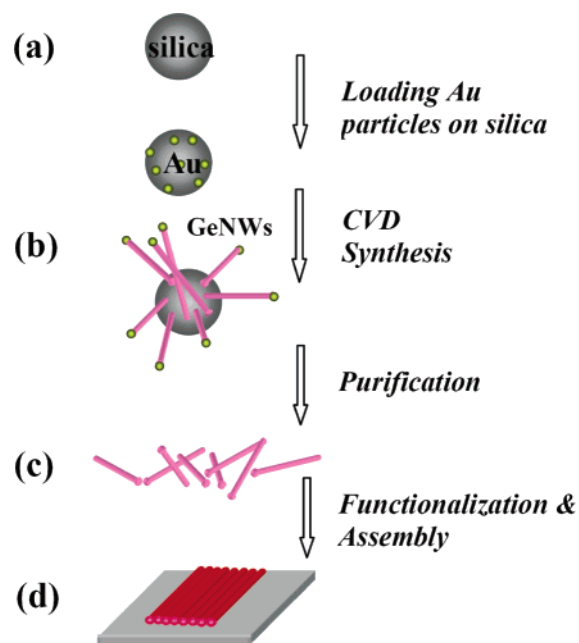 (a)
silica
Loading Au
particles on silica
Au
(b)
GeNWs
CVD
Synthesis
Purification
(c)
Functionalization &
Assembly
(d)